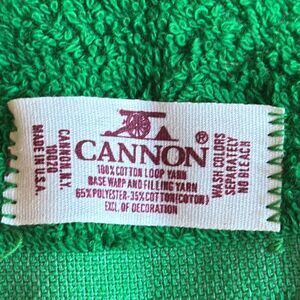 CANNON®
100% COTTON LOOP YARN
BASE WARP AND FILLING YARN
65% POLYESTER-35% COTTON (COTON)
EXCL. OF DECORATION
CANNON, N.Y.
10020
MADE IN U.S.A.
WASH COLORS
SEPARATELY
NO BLEACH